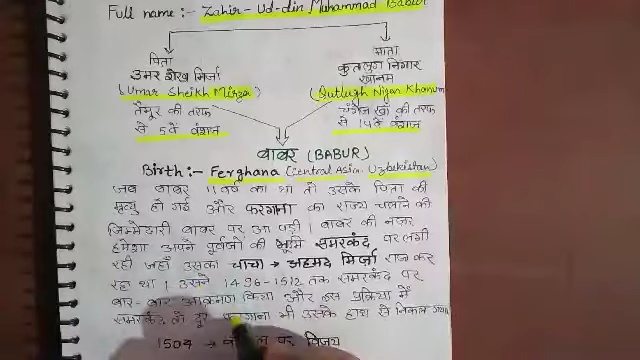 Full name :- Zahir-Ud-din Muhammad Babur
पिता
उमर शेख मिर्जा
(Umar Sheikh Mirza)
तैमूर की तरफ
से 5वें वंशज
माता
कुतलुग निगार
खानम
(Qutlugh Nigar Khanum)
चंगेज खाँ की तरफ
से 14वें वंशज
बाबर (BABUR)
Birth :- Ferghana (Central Asia, Uzbekistan)
जब बाबर 11 वर्ष का था तो उसके पिता की
मृत्यु हो गई और फरगना का राज्य चलाने की
जिम्मेदारी बाबर पर आ पड़ी। बाबर की नजर
हमेशा अपने पूर्वजों की भूमि समरकंद पर लगी
रही जहाँ उसका चाचा → अहमद मिर्जा राज कर
रहा था। उसने 1496-1512 तक समरकंद पर
बार-बार आक्रमण किया और इस प्रक्रिया में
समरकंद तो दूर फरगना भी उसके हाथ से निकल गया
1504 → पर विजय